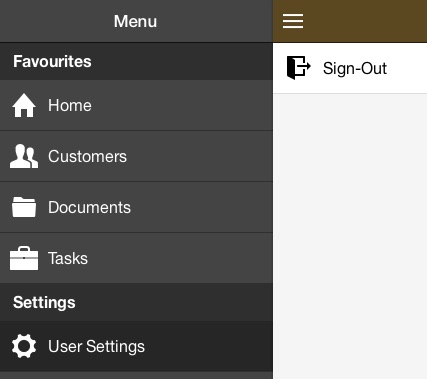 Menu
Favourites
Home
Customers
Documents
Tasks
Settings
User Settings
Sign-Out